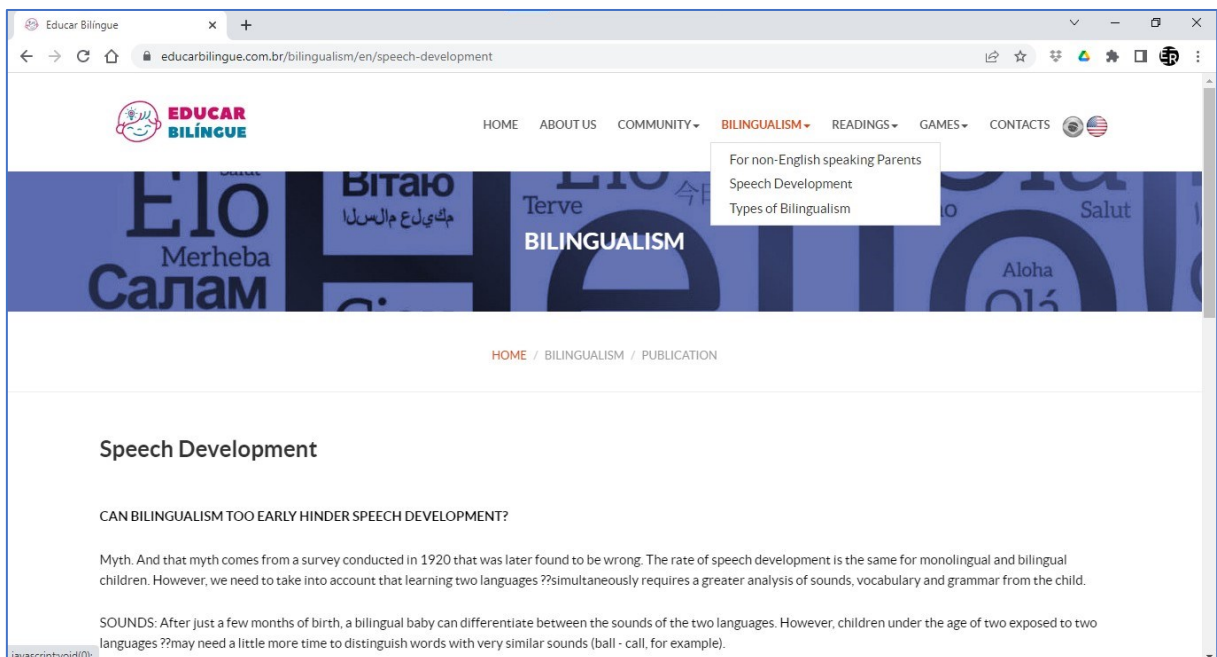 Educar Bilíngue
educarbilingue.com.br/bilingualism/en/speech-development
EDUCAR
BILÍNGUE
HOME ABOUT US COMMUNITY BILINGUALISM READINGS GAMES CONTACTS
For non-English speaking Parents
Speech Development
Types of Bilingualism
Elo
Merheba
Салам
Вітаю
Terve
Salut
Aloha
Olá
BILINGUALISM
HOME / BILINGUALISM / PUBLICATION
Speech Development
CAN BILINGUALISM TOO EARLY HINDER SPEECH DEVELOPMENT?
Myth. And that myth comes from a survey conducted in 1920 that was later found to be wrong. The rate of speech development is the same for monolingual and bilingual
children. However, we need to take into account that learning two languages ??simultaneously requires a greater analysis of sounds, vocabulary and grammar from the child.
SOUNDS: After just a few months of birth, a bilingual baby can differentiate between the sounds of the two languages. However, children under the age of two exposed to two
languages ??may need a little more time to distinguish words with very similar sounds (ball - call, for example).
javascript:void(0);